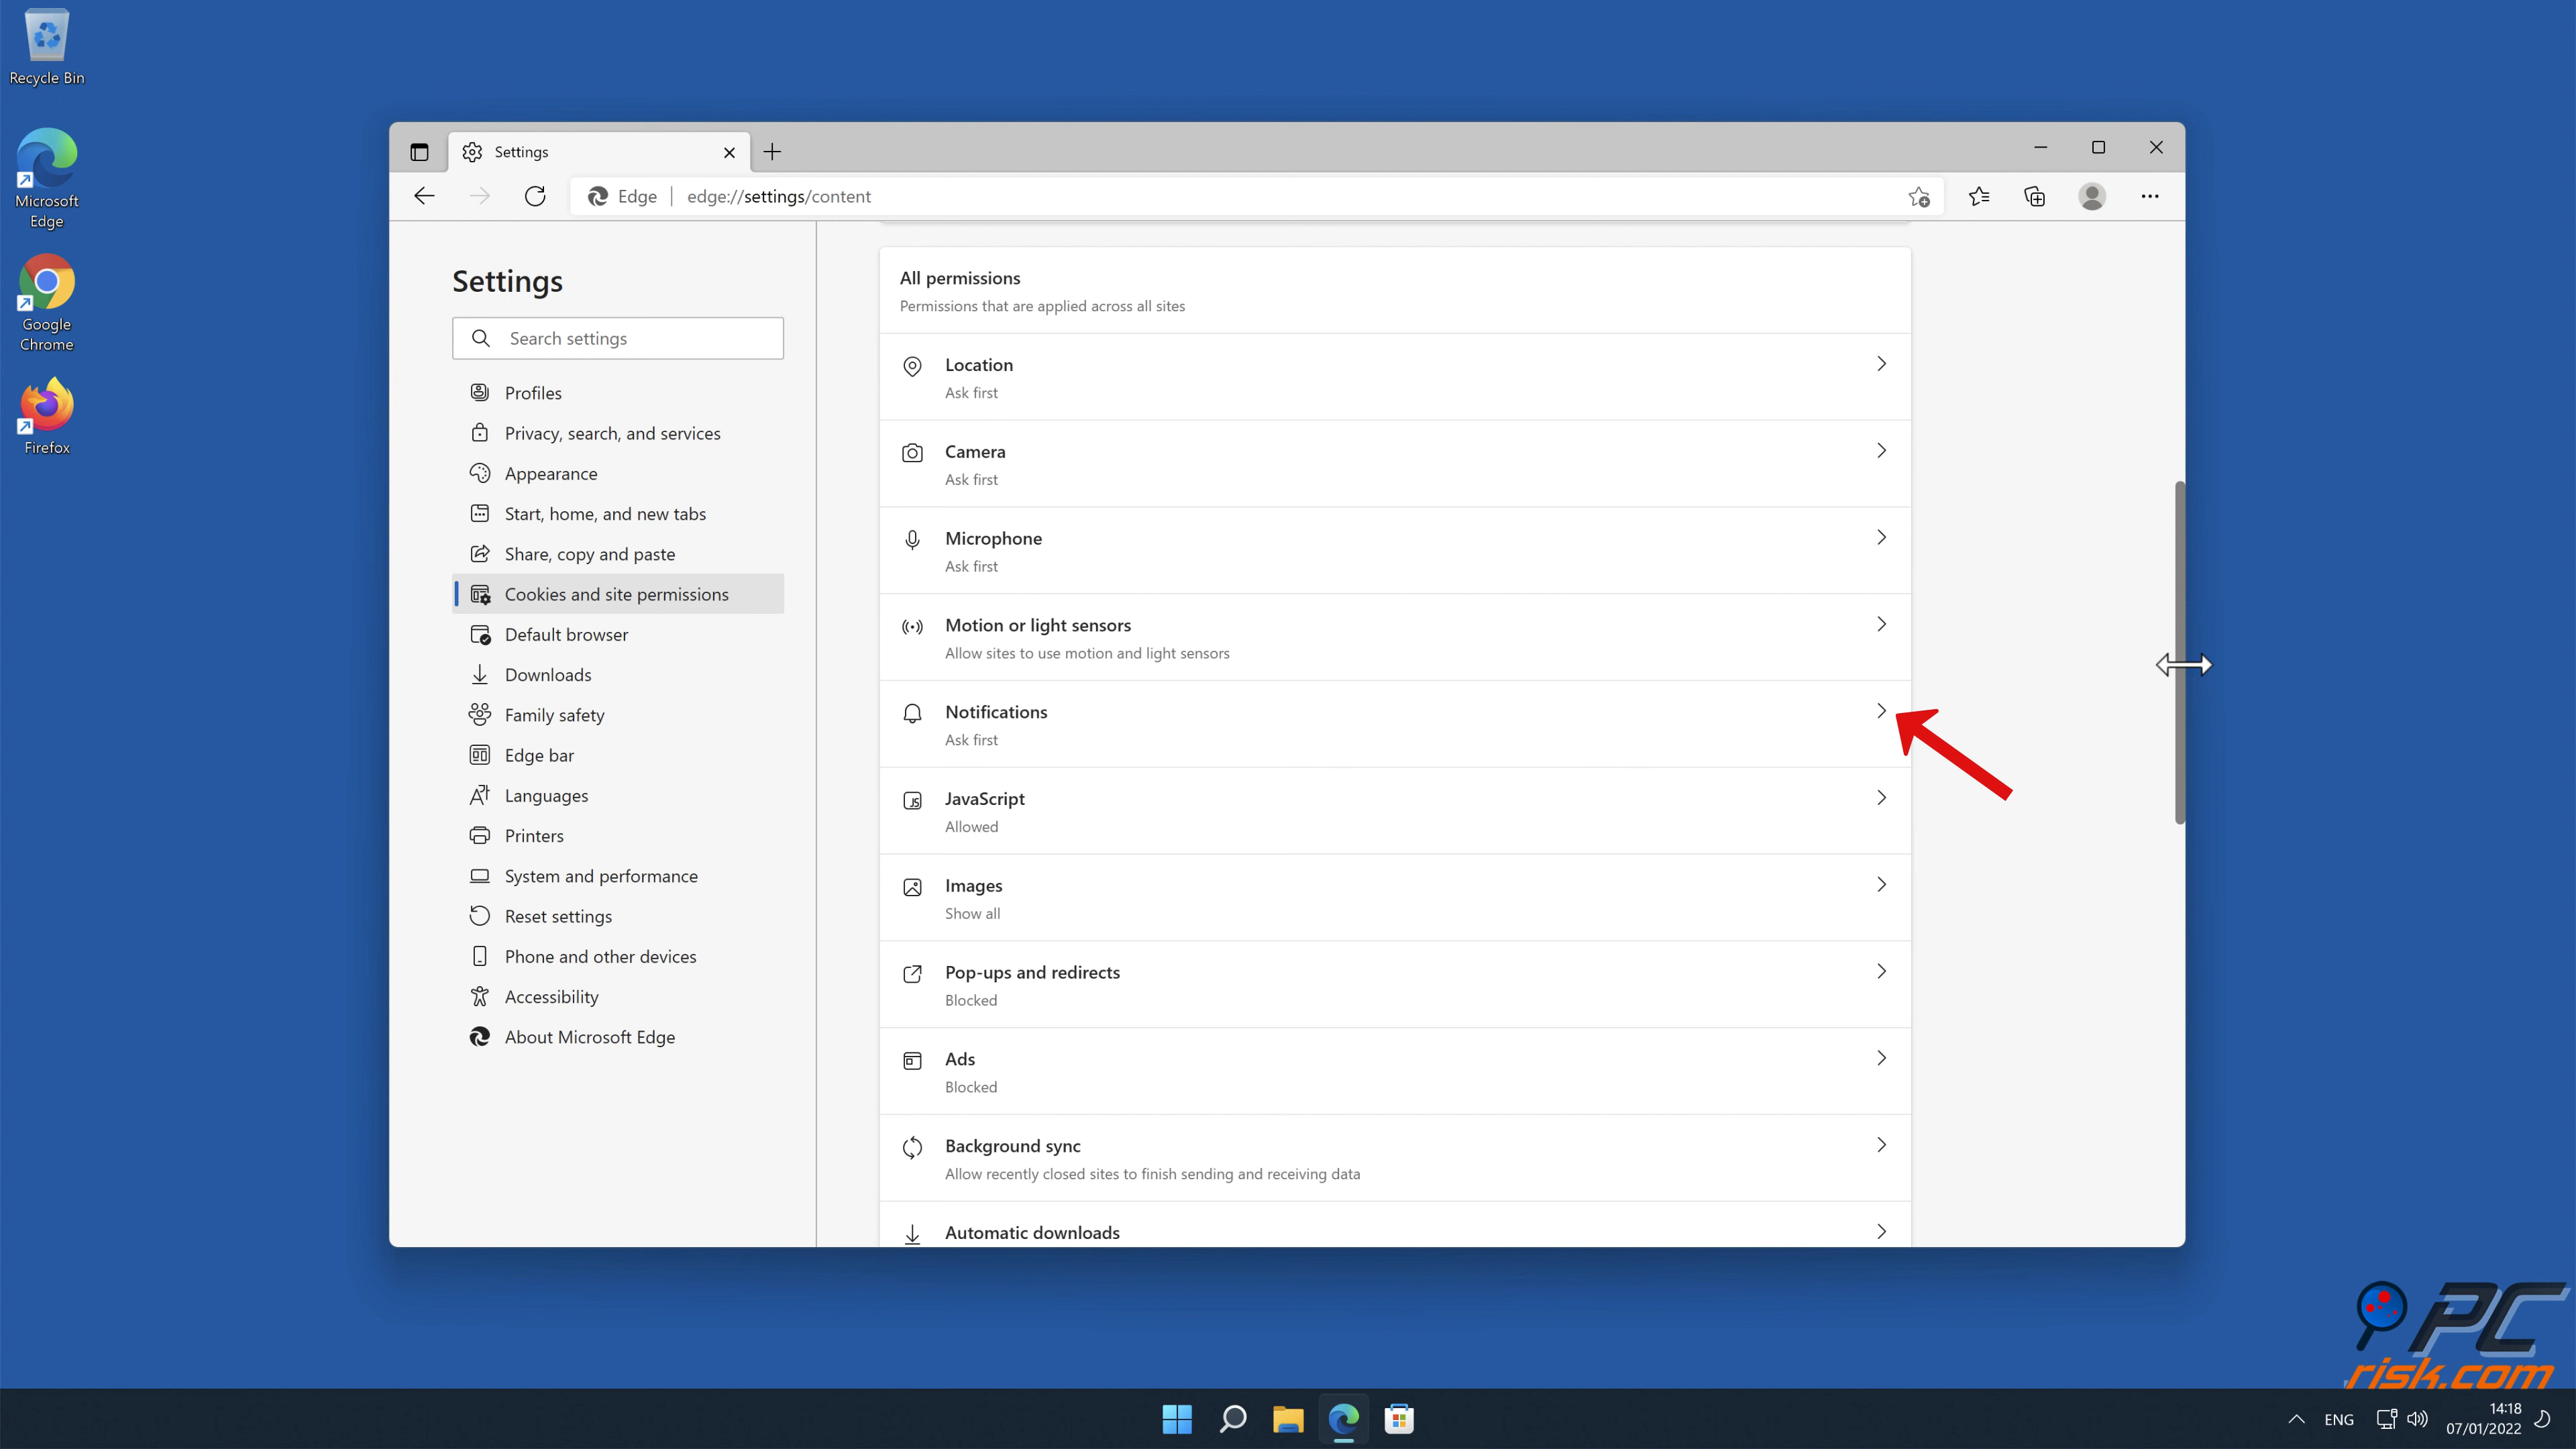 Recycle Bin
Microsoft
Edge
Google
Chrome
Firefox
Settings
Edge
edge://settings/content
Settings
Search settings
Profiles
Privacy, search, and services
Appearance
Start, home, and new tabs
Share, copy and paste
Cookies and site permissions
Default browser
Downloads
Family safety
Edge bar
Languages
Printers
System and performance
Reset settings
Phone and other devices
Accessibility
About Microsoft Edge
All permissions
Permissions that are applied across all sites
Location
Ask first
Camera
Ask first
Microphone
Ask first
Motion or light sensors
Allow sites to use motion and light sensors
Notifications
Ask first
JS
JavaScript
Allowed
Images
Show all
Pop-ups and redirects
Blocked
Ads
Blocked
Background sync
Allow recently closed sites to finish sending and receiving data
Automatic downloads
PC
risk.com
ENG
14:18
07/01/2022